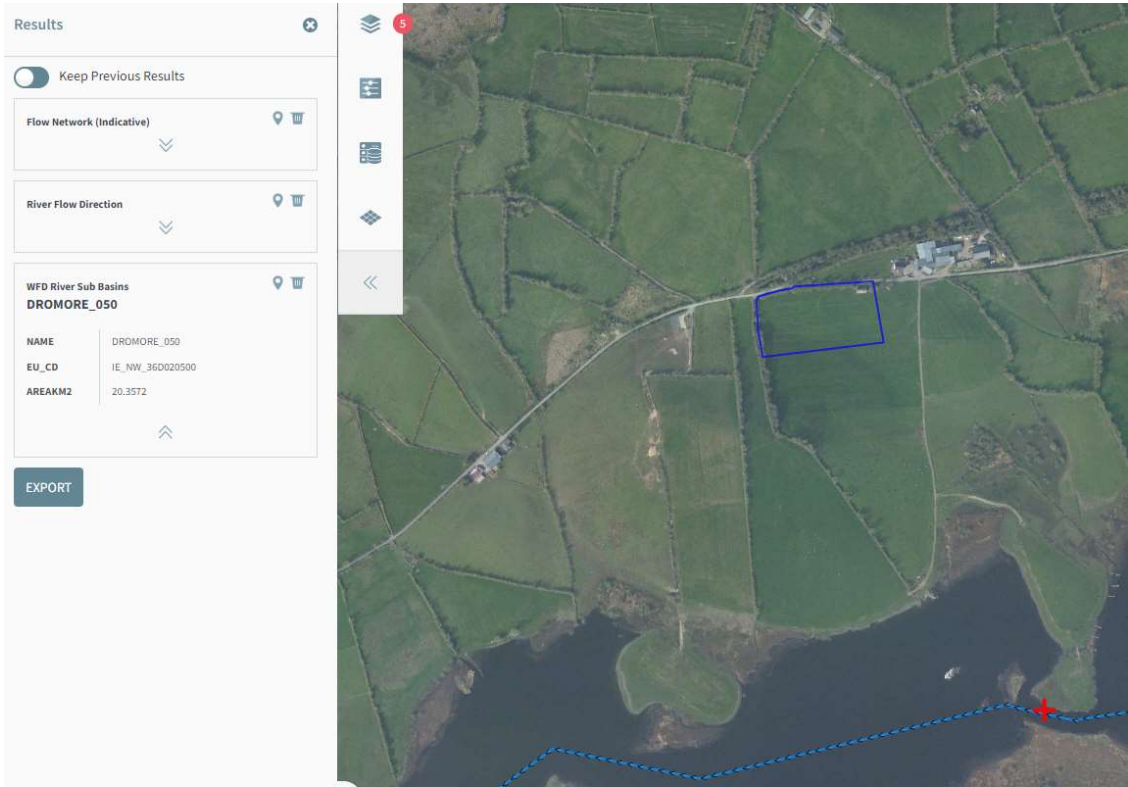 Results
5
Keep Previous Results
Flow Network (Indicative)
River Flow Direction
WFD River Sub Basins
DROMORE_050
NAME DROMORE_050
EU_CD IE_NW_36D020500
AREAKM2 20.3572
EXPORT